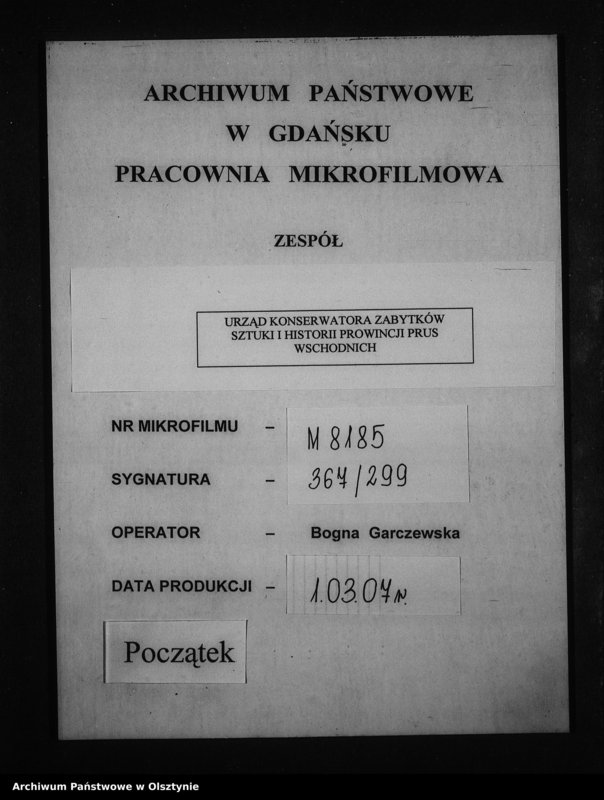 ARCHIWUM PAŃSTWOWE
W GDAŃSKU
PRACOWNIA MIKROFILMOWA
ZESPÓŁ
URZĄD KONSERWATORA ZABYTKÓW
SZTUKI I HISTORII PROWINCJI PRUS
WSCHODNICH
NR MIKROFILMU – M 8185
SYGNATURA – 367/299
OPERATOR – Bogna Garczewska
DATA PRODUKCJI – 1.03.07r.
Początek
Archiwum Państwowe w Olsztynie